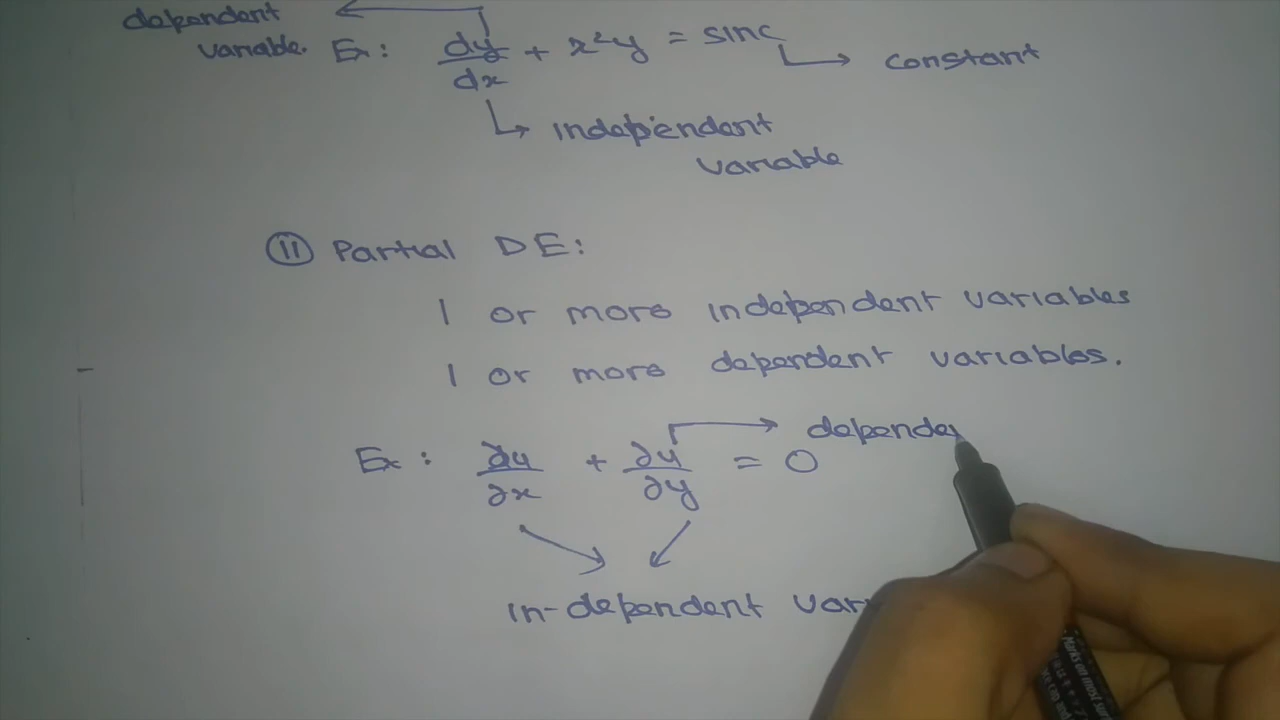 dependent
variable. Ex: dy/dx + x²y = sinc → constant
independent
variable
(ii) Partial DE:
1 or more independent variables
1 or more dependent variables.
Ex: ∂u/∂x + ∂u/∂y = 0
in-dependent